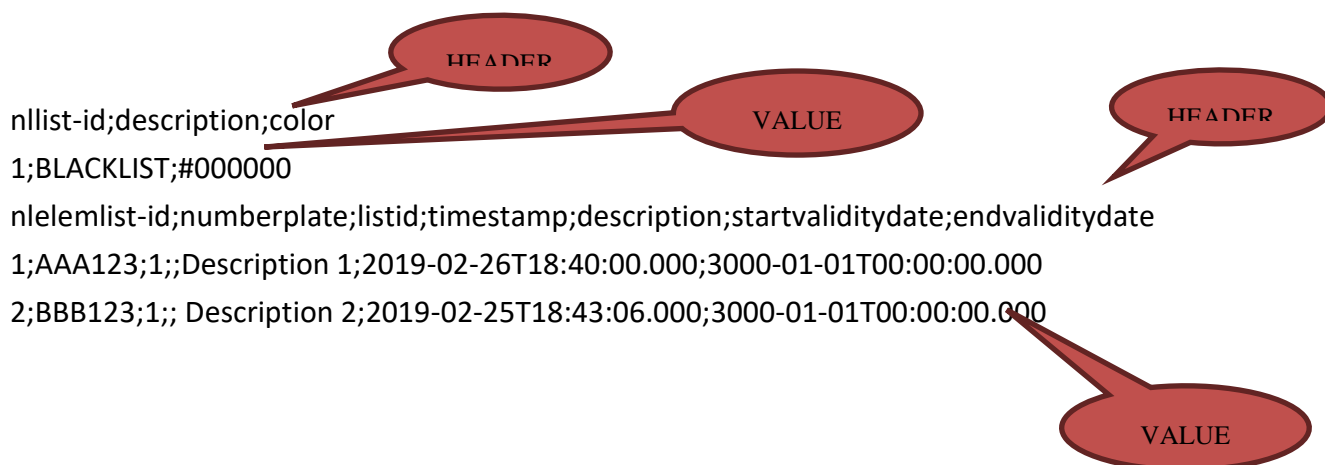 HEADER
nllist-id;description;color
VALUE
HEADER
1;BLACKLIST;#000000
nlelemlist-id;numberplate;listid;timestamp;description;startvaliditydate;endvaliditydate
1;AAA123;1;;Description 1;2019-02-26T18:40:00.000;3000-01-01T00:00:00.000
2;BBB123;1;; Description 2;2019-02-25T18:43:06.000;3000-01-01T00:00:00.000
VALUE